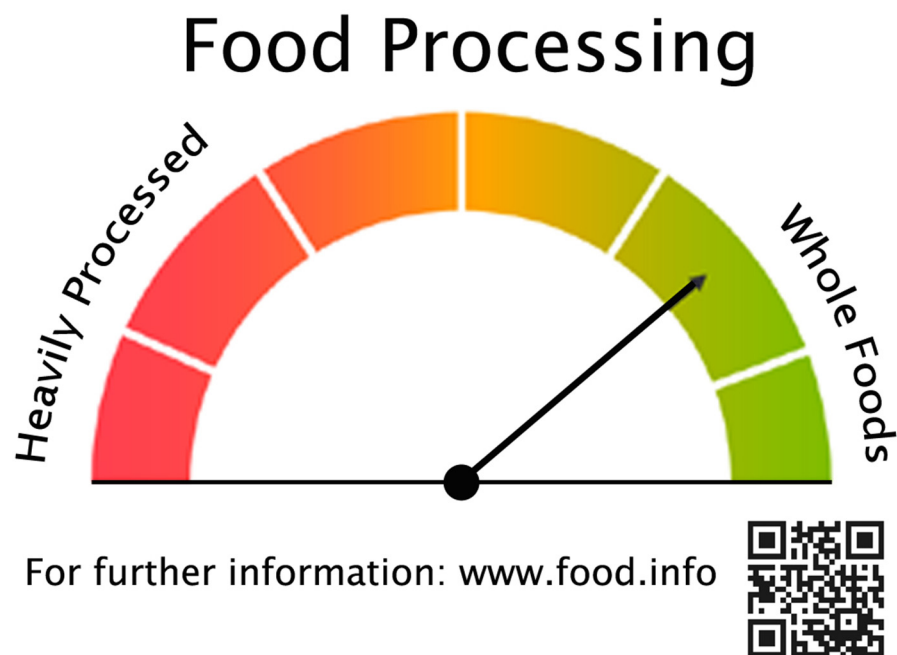 Food Processing
Heavily Processed
Whole Foods
For further information: www.food.info